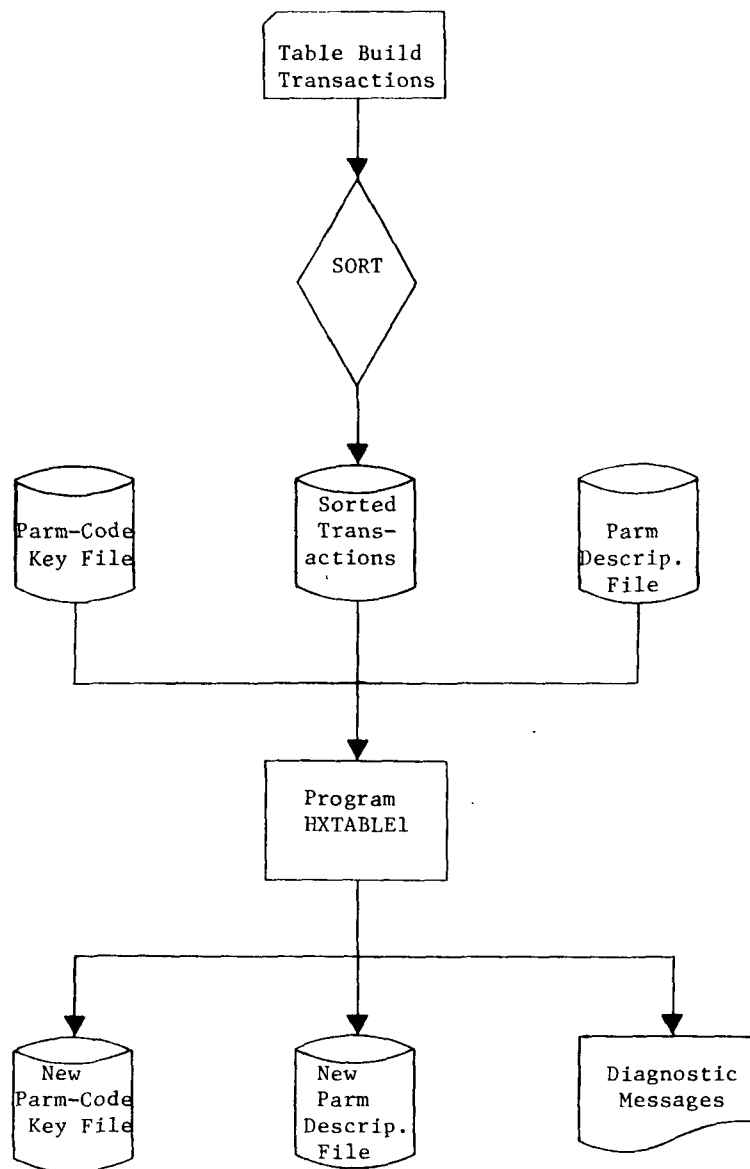 Table Build
Transactions
SORT
Parm-Code
Key File
Sorted
Trans-
actions
Parm
Descrip.
File
Program
HXTABLE1
New
Parm-Code
Key File
New
Parm
Descrip.
File
Diagnostic
Messages